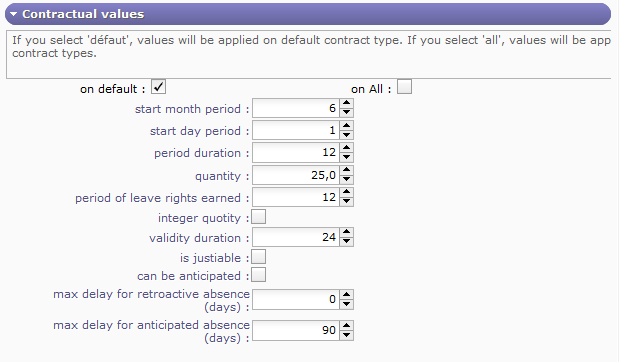 Contractual values
If you select 'défaut', values will be applied on default contract type. If you select 'all', values will be app
contract types.
on default : on All :
start month period : 6
start day period : 1
period duration : 12
quantity : 25,0
period of leave rights earned : 12
integer quotity :
validity duration : 24
is justiable :
can be anticipated :
max delay for retroactive absence
(days) : 0
max delay for anticipated absence
(days) : 90